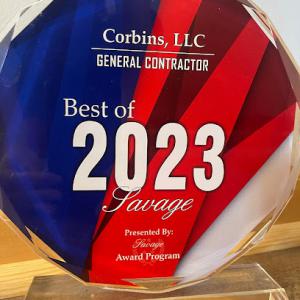 Corbins, LLC
GENERAL CONTRACTOR
Best of
2023
Savage
Presented By:
Savage
Award Program